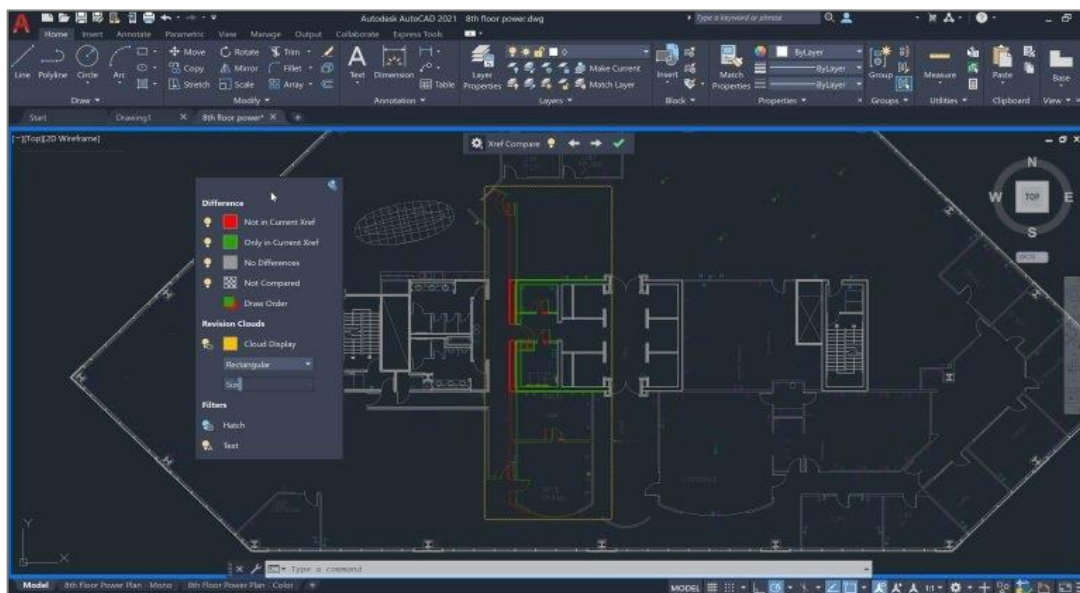 A
Autodesk AutoCAD 2021 8th floor power.dwg
Type a keyword or phrase
Home Insert Annotate Parametric View Manage Output Collaborate Express Tools
Line Polyline Circle Arc
Move Rotate Trim
Copy Mirror Fillet
Stretch Scale Array
Text Dimension
Table
Layer Properties
0
Make Current
Match Layer
Insert
Match Properties
ByLayer
ByLayer
ByLayer
Group
Measure
Paste
Base
Draw Modify Annotation Layers Block Properties Groups Utilities Clipboard View
Start Drawing1 8th floor power*
[−][Top][2D Wireframe]
Xref Compare
N
W TOP E
S
WCS
Difference
Not in Current Xref
Only in Current Xref
No Differences
Not Compared
Draw Order
Revision Clouds
Cloud Display
Rectangular
Size
Filters
Hatch
Text
Y
X
Type a command
Model 8th Floor Power Plan - Mono 8th Floor Power Plan - Color
MODEL 1:1